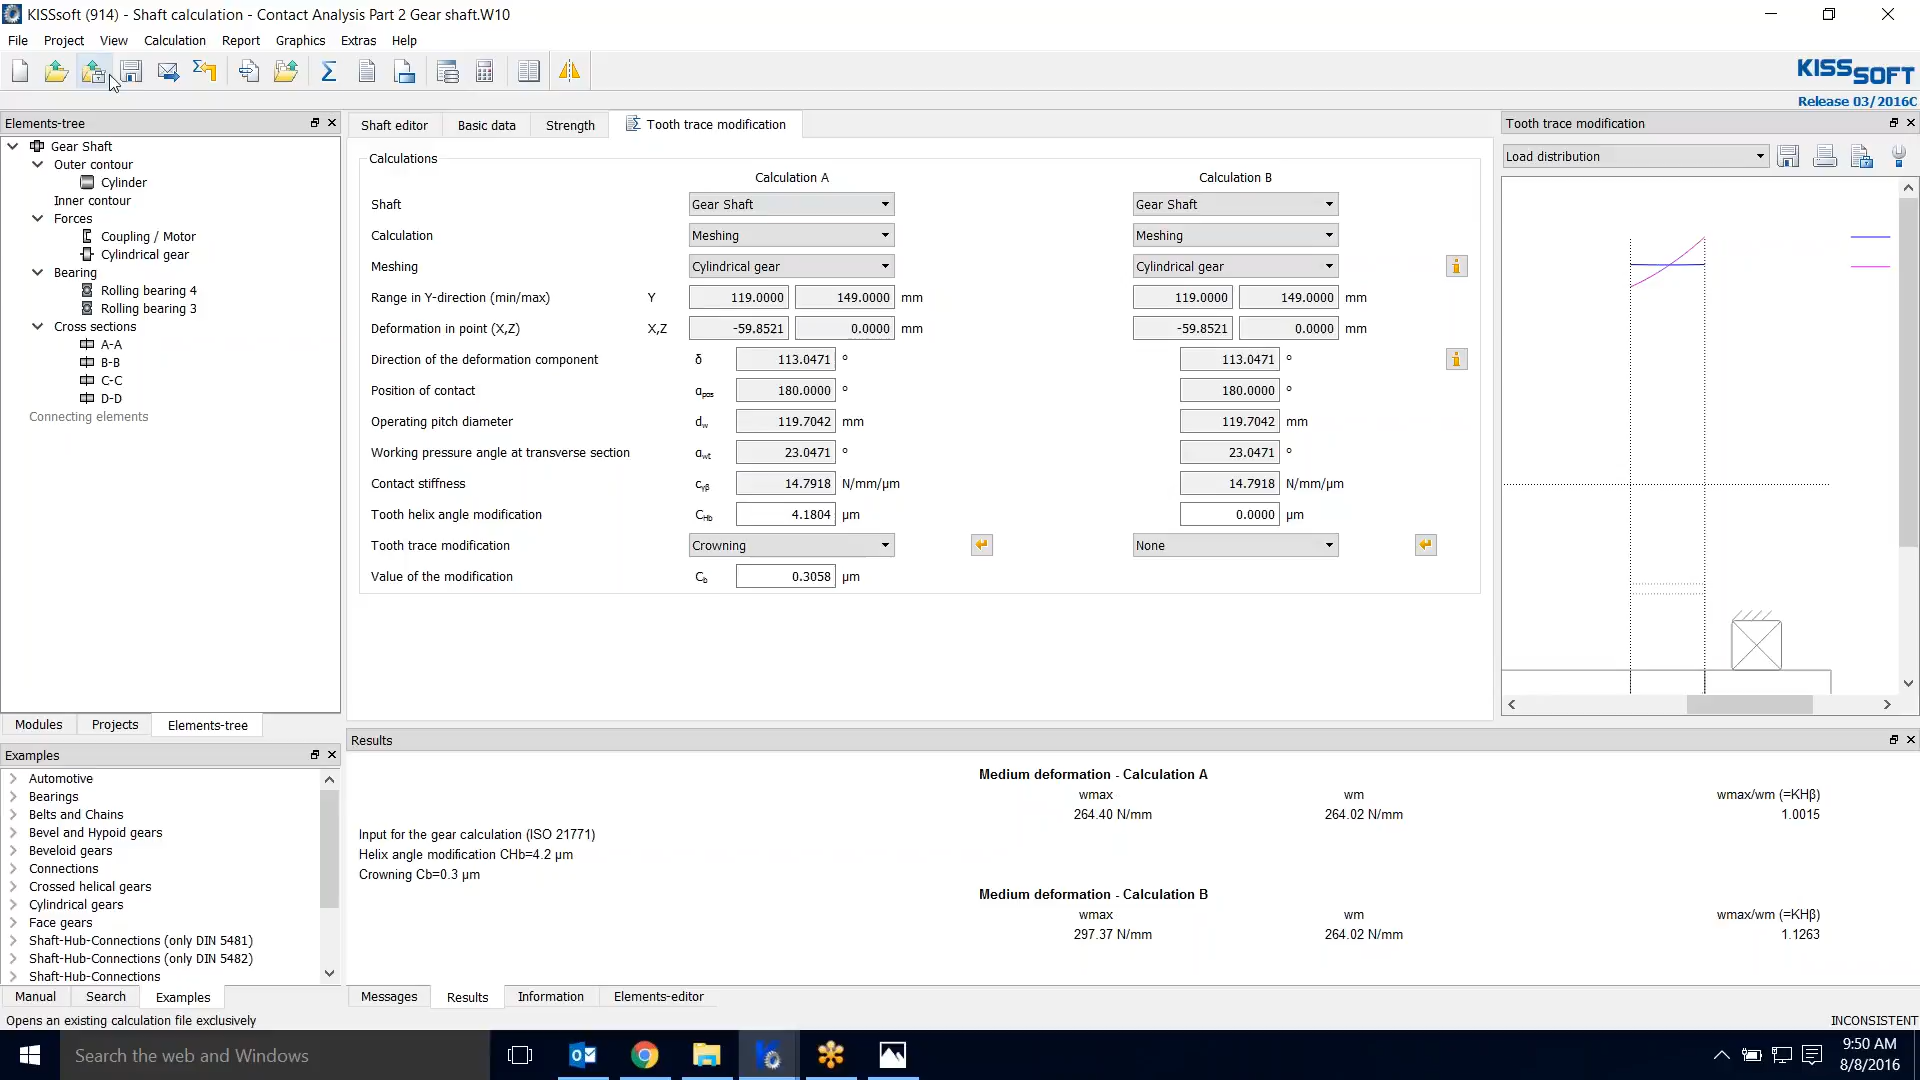 KISSsoft (914) - Shaft calculation - Contact Analysis Part 2 Gear shaft.W10
File Project View Calculation Report Graphics Extras Help
KISSSOFT
Release 03/2016C
Elements-tree
Gear Shaft
Outer contour
Cylinder
Inner contour
Forces
Coupling / Motor
Cylindrical gear
Bearing
Rolling bearing 4
Rolling bearing 3
Cross sections
A-A
B-B
C-C
D-D
Connecting elements
Modules Projects Elements-tree
Examples
Automotive
Bearings
Belts and Chains
Bevel and Hypoid gears
Beveloid gears
Connections
Crossed helical gears
Cylindrical gears
Face gears
Shaft-Hub-Connections (only DIN 5481)
Shaft-Hub-Connections (only DIN 5482)
Shaft-Hub-Connections
Manual Search Examples
Shaft editor Basic data Strength Tooth trace modification
Calculations
Calculation A Calculation B
Shaft Gear Shaft Gear Shaft
Calculation Meshing Meshing
Meshing Cylindrical gear Cylindrical gear
Range in Y-direction (min/max) Y 119.0000 149.0000 mm 119.0000 149.0000 mm
Deformation in point (X,Z) X,Z -59.8521 0.0000 mm -59.8521 0.0000 mm
Direction of the deformation component δ 113.0471 ° 113.0471 °
Position of contact αpos 180.0000 ° 180.0000 °
Operating pitch diameter dw 119.7042 mm 119.7042 mm
Working pressure angle at transverse section αwt 23.0471 ° 23.0471 °
Contact stiffness cγβ 14.7918 N/mm/µm 14.7918 N/mm/µm
Tooth helix angle modification CHb 4.1804 µm 0.0000 µm
Tooth trace modification Crowning None
Value of the modification Cb 0.3058 µm
Tooth trace modification
Load distribution
Results
Medium deformation - Calculation A
wmax wm wmax/wm (=KHβ)
264.40 N/mm 264.02 N/mm 1.0015
Input for the gear calculation (ISO 21771)
Helix angle modification CHb=4.2 µm
Crowning Cb=0.3 µm
Medium deformation - Calculation B
wmax wm wmax/wm (=KHβ)
297.37 N/mm 264.02 N/mm 1.1263
Messages Results Information Elements-editor
Opens an existing calculation file exclusively
INCONSISTENT
Search the web and Windows
9:50 AM
8/8/2016